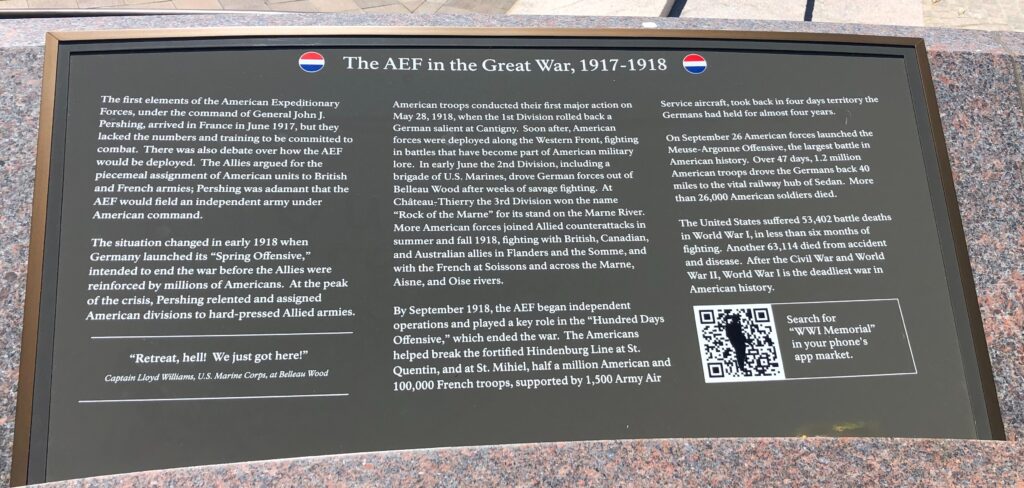 The AEF in the Great War, 1917-1918
The first elements of the American Expeditionary
Forces, under the command of General John J.
Pershing, arrived in France in June 1917, but they
lacked the numbers and training to be committed to
combat. There was also debate over how the AEF
would be deployed. The Allies argued for the
piecemeal assignment of American units to British
and French armies; Pershing was adamant that the
AEF would field an independent army under
American command.
The situation changed in early 1918 when
Germany launched its “Spring Offensive,”
intended to end the war before the Allies were
reinforced by millions of Americans. At the peak
of the crisis, Pershing relented and assigned
American divisions to hard-pressed Allied armies.
“Retreat, hell! We just got here!”
Captain Lloyd Williams, U.S. Marine Corps, at Belleau Wood
American troops conducted their first major action on
May 28, 1918, when the 1st Division rolled back a
German salient at Cantigny. Soon after, American
forces were deployed along the Western Front, fighting
in battles that have become part of American military
lore. In early June the 2nd Division, including a
brigade of U.S. Marines, drove German forces out of
Belleau Wood after weeks of savage fighting. At
Château-Thierry the 3rd Division won the name
“Rock of the Marne” for its stand on the Marne River.
More American forces joined Allied counterattacks in
summer and fall 1918, fighting with British, Canadian,
and Australian allies in Flanders and the Somme, and
with the French at Soissons and across the Marne,
Aisne, and Oise rivers.
By September 1918, the AEF began independent
operations and played a key role in the “Hundred Days
Offensive,” which ended the war. The Americans
helped break the fortified Hindenburg Line at St.
Quentin, and at St. Mihiel, half a million American and
100,000 French troops, supported by 1,500 Army Air
Service aircraft, took back in four days territory the
Germans had held for almost four years.
On September 26 American forces launched the
Meuse-Argonne Offensive, the largest battle in
American history. Over 47 days, 1.2 million
American troops drove the Germans back 40
miles to the vital railway hub of Sedan. More
than 26,000 American soldiers died.
The United States suffered 53,402 battle deaths
in World War I, in less than six months of
fighting. Another 63,114 died from accident
and disease. After the Civil War and World
War II, World War I is the deadliest war in
American history.
Search for
“WWI Memorial”
in your phone's
app market.